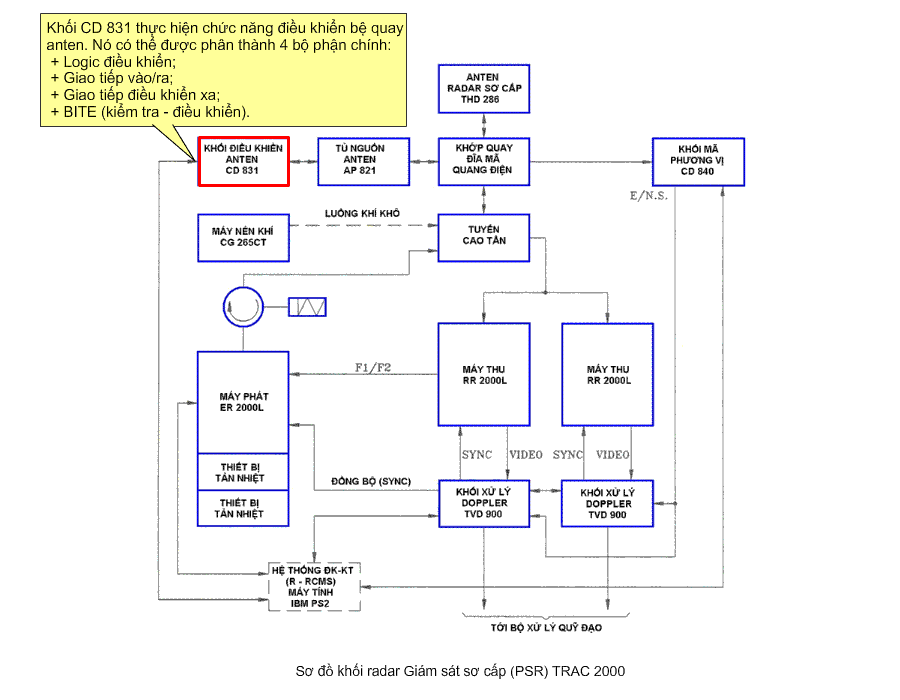 Khối CD 831 thực hiện chức năng điều khiển bệ quay
anten. Nó có thể được phân thành 4 bộ phận chính:
+ Logic điều khiển;
+ Giao tiếp vào/ra;
+ Giao tiếp điều khiển xa;
+ BITE (kiểm tra - điều khiển).
ANTEN
RADAR SƠ CẤP
THD 286
KHỐI ĐIỀU KHIỂN
ANTEN
CD 831
TỦ NGUỒN
ANTEN
AP 821
KHỚP QUAY
ĐĨA MÃ
QUANG ĐIỆN
KHỐI MÃ
PHƯƠNG VỊ
CD 840
E/N.S.
LUỒNG KHÍ KHÔ
MÁY NÉN KHÍ
CG 265CT
TUYẾN
CAO TẦN
F1/F2
MÁY THU
RR 2000L
MÁY THU
RR 2000L
MÁY PHÁT
ER 2000L
SYNC
VIDEO
SYNC
VIDEO
THIẾT BỊ
TẢN NHIỆT
THIẾT BỊ
TẢN NHIỆT
ĐỒNG BỘ (SYNC)
KHỐI XỬ LÝ
DOPPLER
TVD 900
KHỐI XỬ LÝ
DOPPLER
TVD 900
HỆ THỐNG ĐK-KT
(R - RCMS)
MÁY TÍNH
IBM PS2
TỚI BỘ XỬ LÝ QUỸ ĐẠO
Sơ đồ khối radar Giám sát sơ cấp (PSR) TRAC 2000